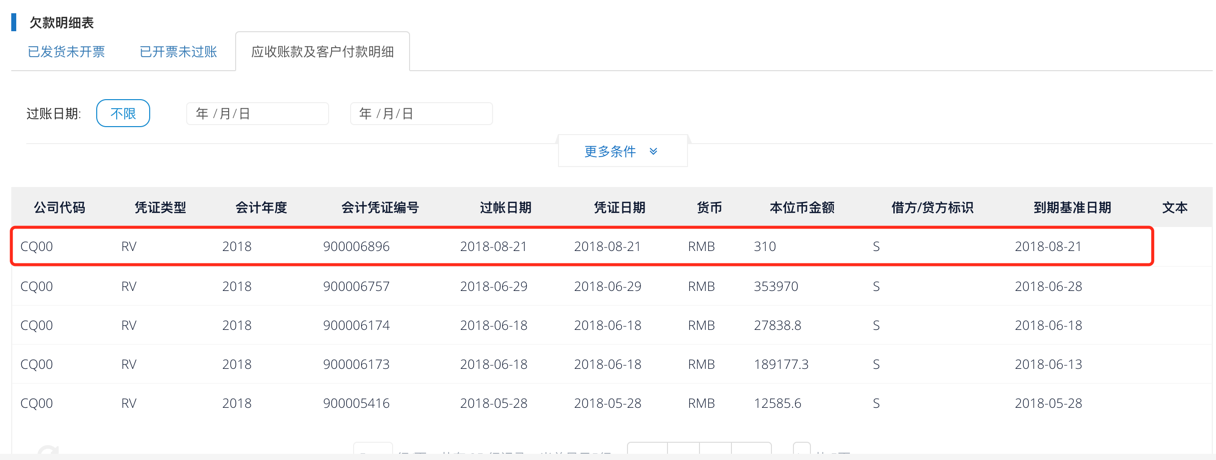 欠款明细表
已发货未开票 已开票未过账 应收账款及客户付款明细
过账日期: 不限 年 /月/日 年 /月/日
更多条件
公司代码 凭证类型 会计年度 会计凭证编号 过帐日期 凭证日期 货币 本位币金额 借方/贷方标识 到期基准日期 文本
CQ00 RV 2018 900006896 2018-08-21 2018-08-21 RMB 310 S 2018-08-21
CQ00 RV 2018 900006757 2018-06-29 2018-06-29 RMB 353970 S 2018-06-28
CQ00 RV 2018 900006174 2018-06-18 2018-06-18 RMB 27838.8 S 2018-06-18
CQ00 RV 2018 900006173 2018-06-18 2018-06-18 RMB 189177.3 S 2018-06-13
CQ00 RV 2018 900005416 2018-05-28 2018-05-28 RMB 12585.6 S 2018-05-28